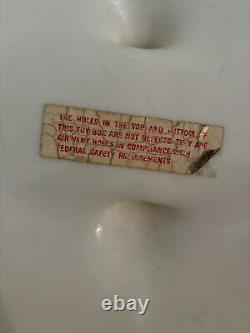 THE HOLES IN THE TOP AND BOTTOM OF
THIS TOY BOX ARE NOT DEFECTS. THEY ARE
AIR VENT HOLES IN COMPLIANCE WITH
FEDERAL SAFETY REQUIREMENTS